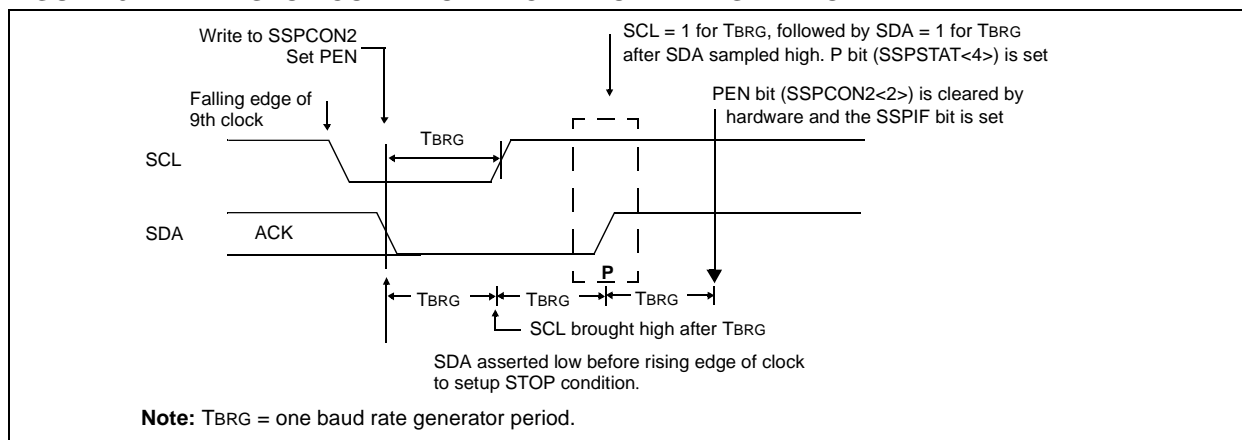 Write to SSPCON2
Set PEN
SCL = 1 for TBRG, followed by SDA = 1 for TBRG
after SDA sampled high. P bit (SSPSTAT<4>) is set
Falling edge of
9th clock
PEN bit (SSPCON2<2>) is cleared by
hardware and the SSPIF bit is set
TBRG
SCL
SDA
ACK
P
TBRG
TBRG
TBRG
SCL brought high after TBRG
SDA asserted low before rising edge of clock
to setup STOP condition.
Note: TBRG = one baud rate generator period.